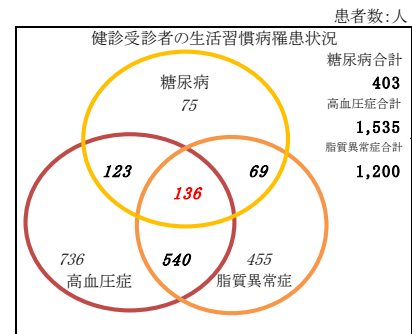 患者数:人
健診受診者の生活習慣病罹患状況
糖尿病合計
403
高血圧症合計
1,535
脂質異常症合計
1,200
糖尿病
75
123
69
136
736
高血圧症
540
455
脂質異常症